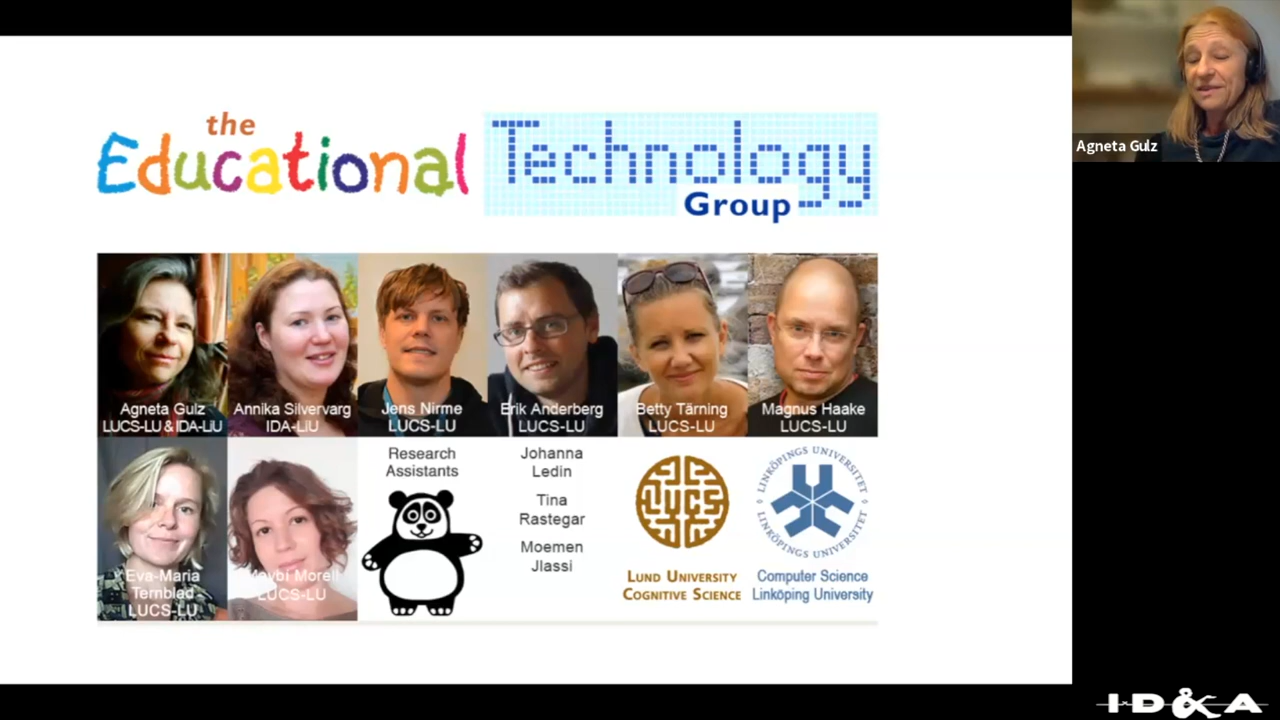 the
Educational Technology
Group
Agneta Gulz
Agneta Gulz
LUCS-LU & IDA-LiU
Annika Silvervarg
IDA-LiU
Jens Nirme
LUCS-LU
Erik Anderberg
LUCS-LU
Betty Tärning
LUCS-LU
Magnus Haake
LUCS-LU
Eva-Maria
Ternblad
LUCS-LU
Maybí Morell
LUCS-LU
Research
Assistants
Johanna
Ledin
Tina
Rastegar
Moemen
Jlassi
LUCS
LUND UNIVERSITY
COGNITIVE SCIENCE
LINKÖPINGS UNIVERSITET
LINKÖPINGS UNIVERSITET
Computer Science
Linköping University
ID&A